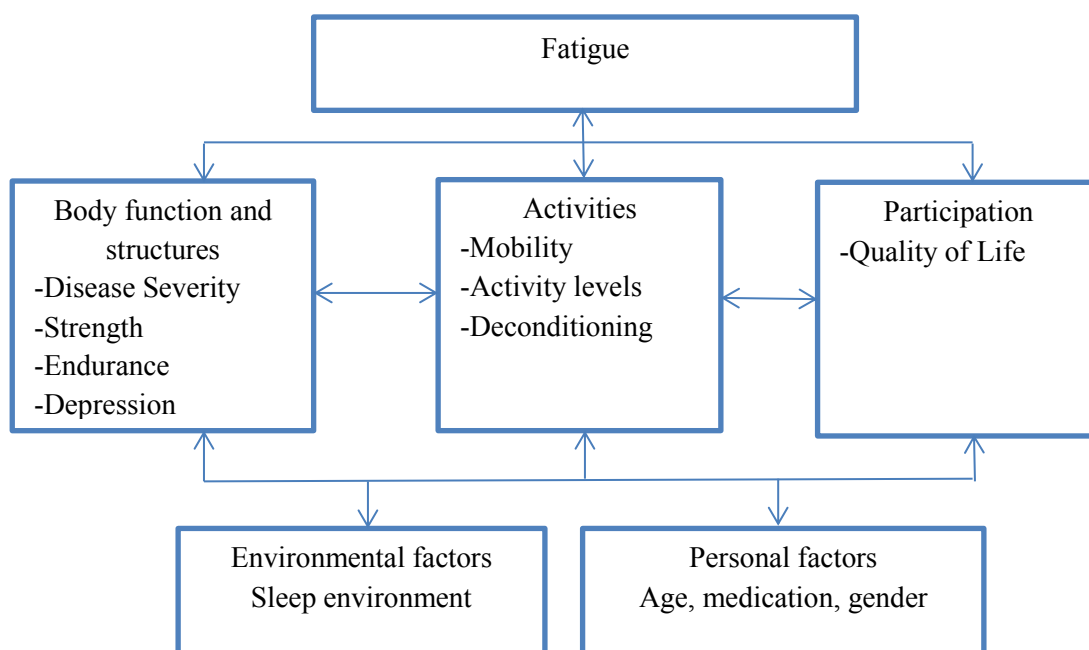 Fatigue
Body function and
structures
-Disease Severity
-Strength
-Endurance
-Depression
Activities
-Mobility
-Activity levels
-Deconditioning
Participation
-Quality of Life
Environmental factors
Sleep environment
Personal factors
Age, medication, gender